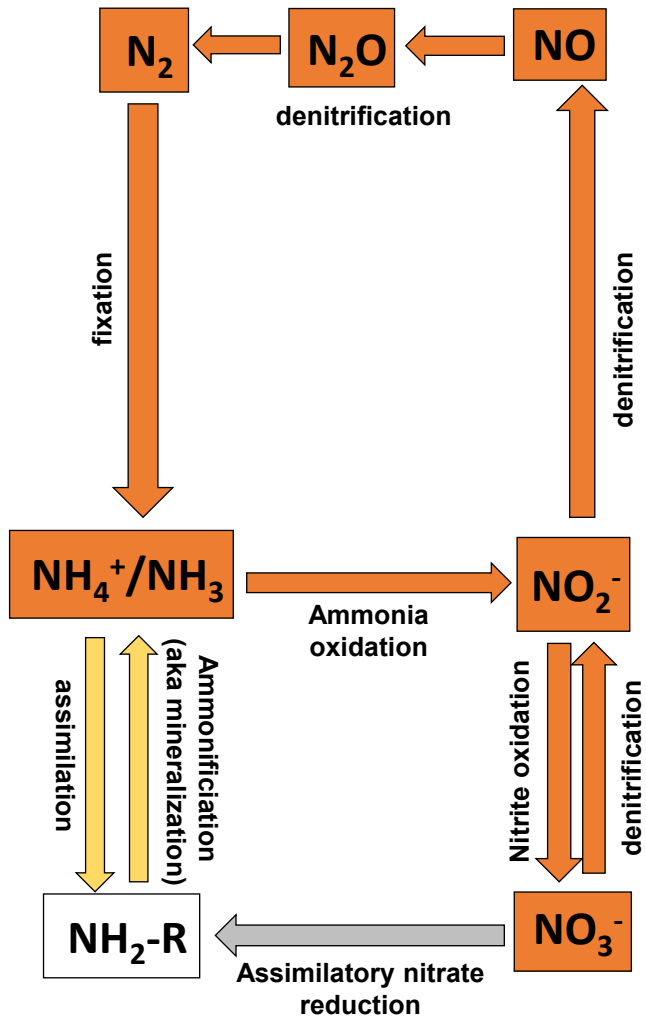 N₂
N₂O
NO
denitrification
fixation
denitrification
NH₄⁺/NH₃
Ammonia
oxidation
NO₂⁻
assimilation
Ammonificiation
(aka mineralization)
Nitrite oxidation
denitrification
NH₂-R
Assimilatory nitrate
reduction
NO₃⁻